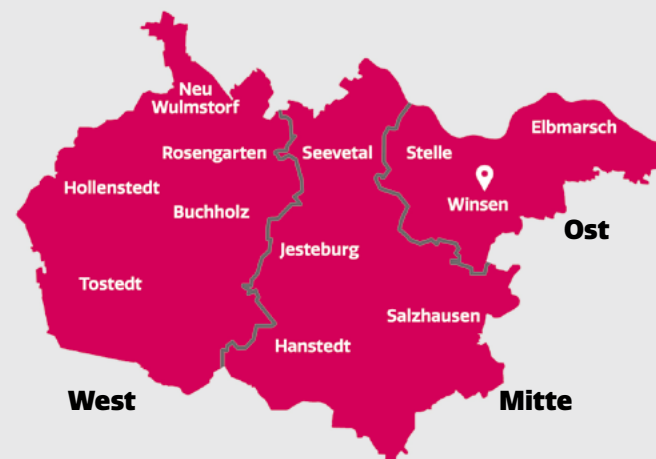 Neu
Wulmstorf
Elbmarsch
Rosengarten
Seevetal
Stelle
Hollenstedt
Buchholz
Winsen
Ost
Jesteburg
Tostedt
Salzhausen
Hanstedt
West
Mitte